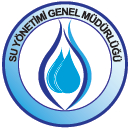 SU YÖNETİMİ GENEL MÜDÜRLÜĞÜ